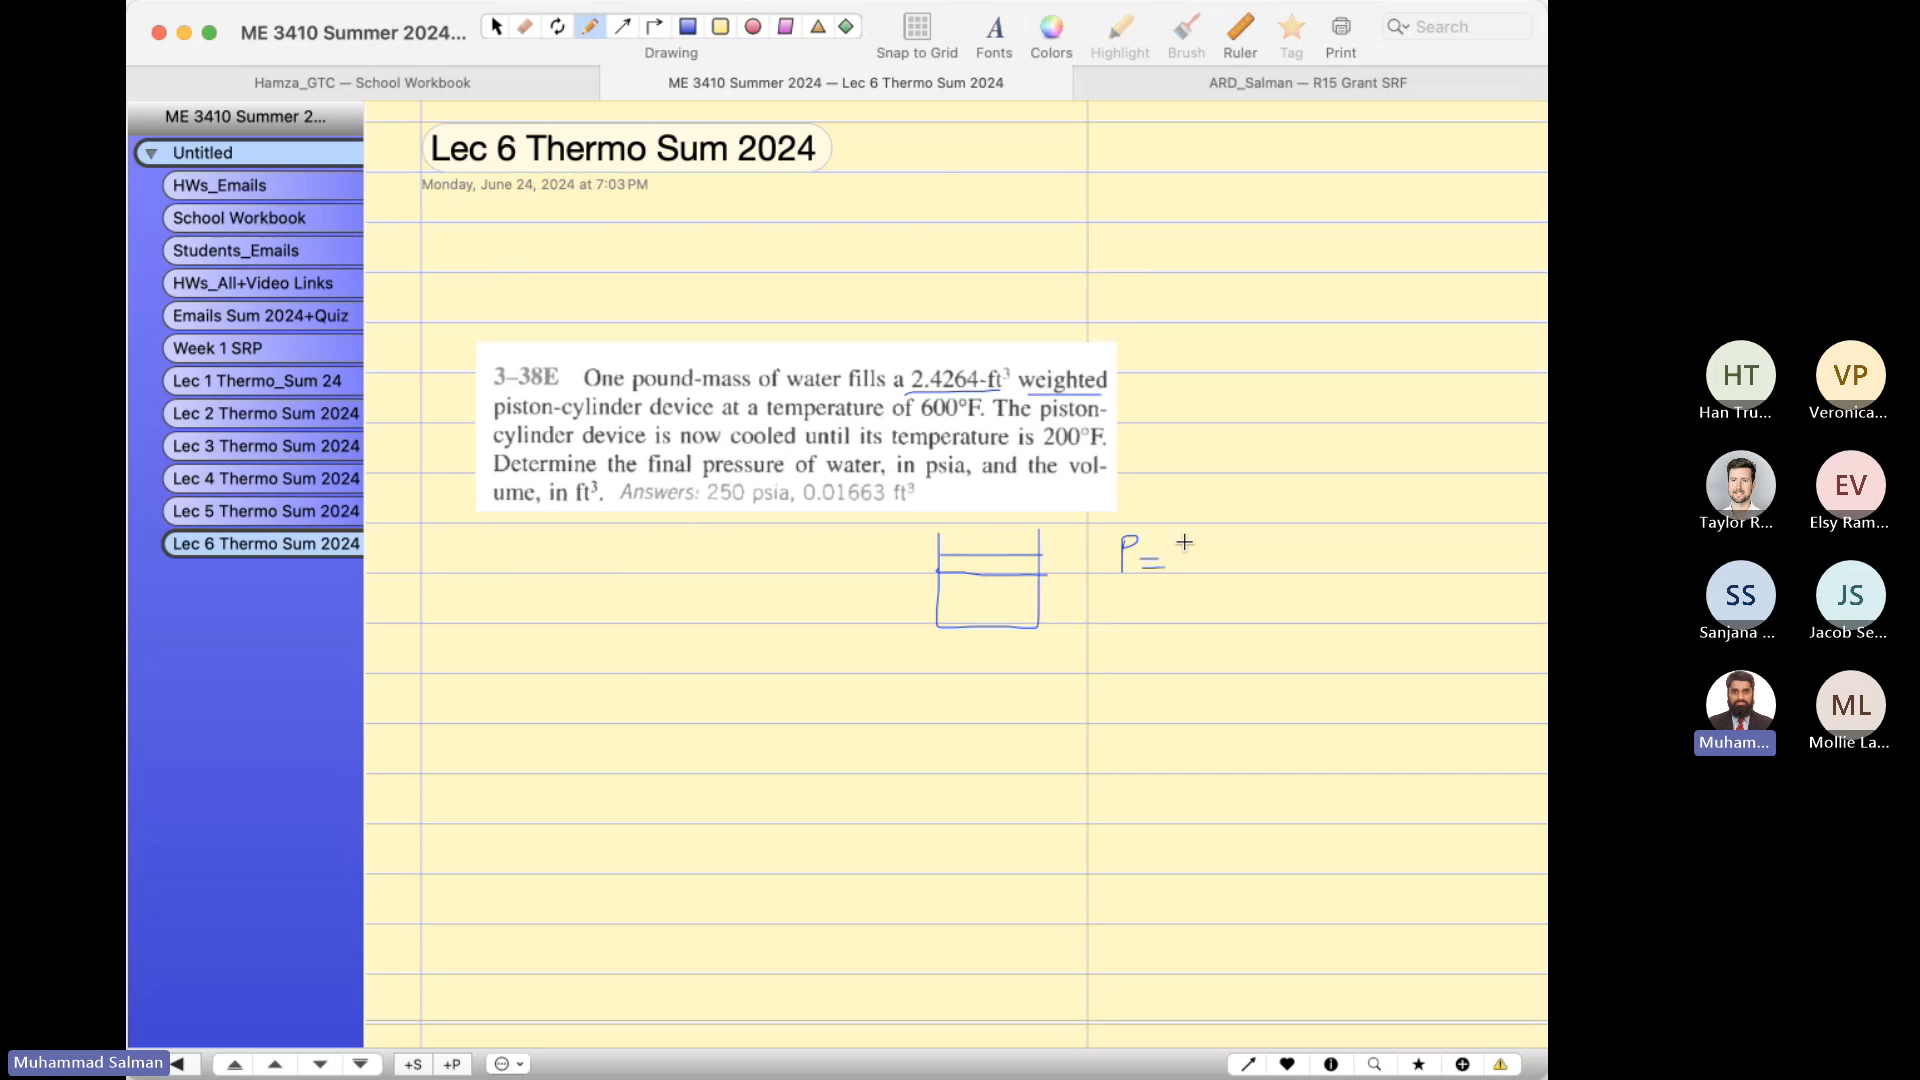 ME 3410 Summer 2024...
Drawing
Snap to Grid
Fonts
Colors
Highlight
Brush
Ruler
Tag
Print
Search
Hamza_GTC — School Workbook
ME 3410 Summer 2024 — Lec 6 Thermo Sum 2024
ARD_Salman — R15 Grant SRF
ME 3410 Summer 2...
Untitled
HWs_Emails
School Workbook
Students_Emails
HWs_All+Video Links
Emails Sum 2024+Quiz
Week 1 SRP
Lec 1 Thermo_Sum 24
Lec 2 Thermo Sum 2024
Lec 3 Thermo Sum 2024
Lec 4 Thermo Sum 2024
Lec 5 Thermo Sum 2024
Lec 6 Thermo Sum 2024
Lec 6 Thermo Sum 2024
Monday, June 24, 2024 at 7:03 PM
3–38E One pound-mass of water fills a 2.4264-ft³ weighted
piston-cylinder device at a temperature of 600°F. The piston-
cylinder device is now cooled until its temperature is 200°F.
Determine the final pressure of water, in psia, and the vol-
ume, in ft³. Answers: 250 psia, 0.01663 ft³
P=
HT
Han Tru...
VP
Veronica...
Taylor R...
EV
Elsy Ram...
SS
Sanjana ...
JS
Jacob Se...
Muham...
ML
Mollie La...
Muhammad Salman
+S
+P